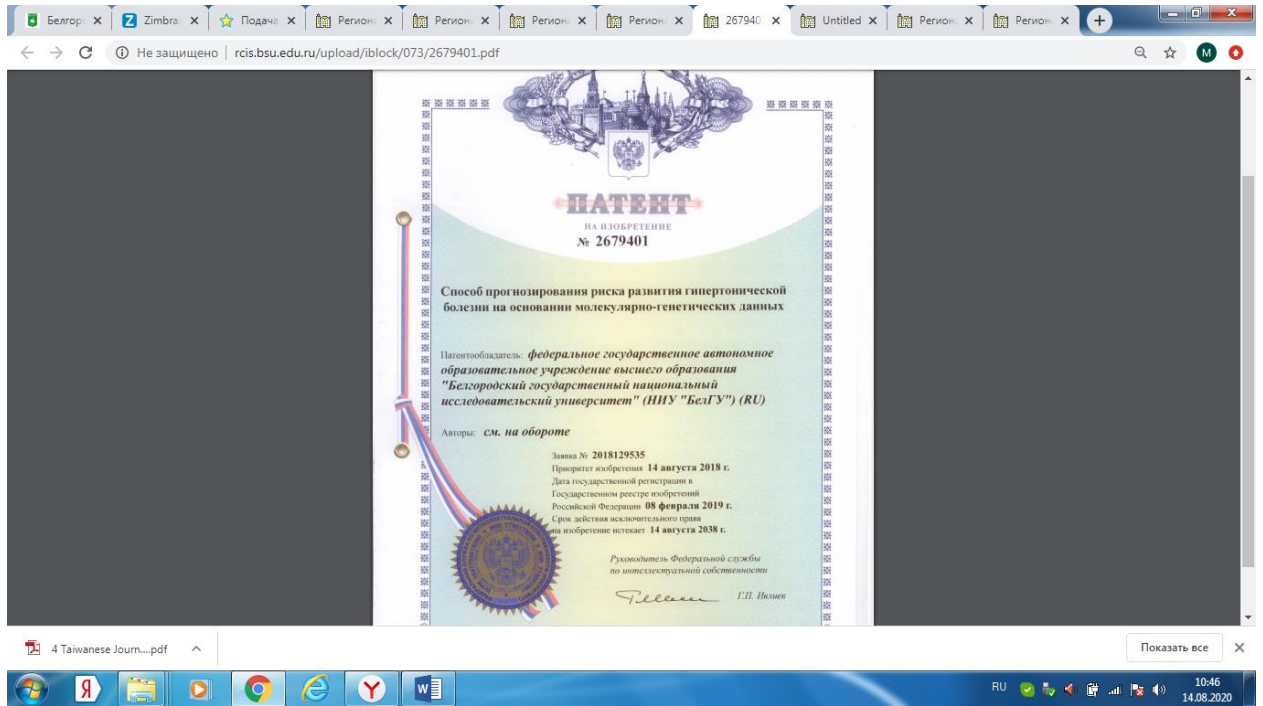 Белгор
Zimbra
Подача
Регион
Регион
Регион
Регион
267940
Untitled
Регион
Регион
Не защищено | rcis.bsu.edu.ru/upload/iblock/073/2679401.pdf
M
ПАТЕНТ
НА ИЗОБРЕТЕНИЕ
№ 2679401
Способ прогнозирования риска развития гипертонической
болезни на основании молекулярно-генетических данных
Патентообладатель: федеральное государственное автономное
образовательное учреждение высшего образования
"Белгородский государственный национальный
исследовательский университет" (НИУ "БелГУ") (RU)
Авторы: см. на обороте
Заявка № 2018129535
Приоритет изобретения 14 августа 2018 г.
Дата государственной регистрации в
Государственном реестре изобретений
Российской Федерации 08 февраля 2019 г.
Срок действия исключительного права
на изобретение истекает 14 августа 2038 г.
Руководитель Федеральной службы
по интеллектуальной собственности
Г.П. Ивлиев
4 Taiwanese Journ....pdf
Показать все
RU
10:46
14.08.2020